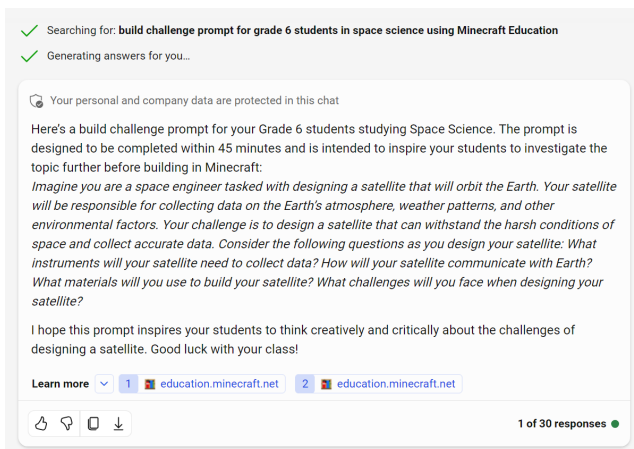 Searching for: build challenge prompt for grade 6 students in space science using Minecraft Education
Generating answers for you...
Your personal and company data are protected in this chat
Here's a build challenge prompt for your Grade 6 students studying Space Science. The prompt is
designed to be completed within 45 minutes and is intended to inspire your students to investigate the
topic further before building in Minecraft:
Imagine you are a space engineer tasked with designing a satellite that will orbit the Earth. Your satellite
will be responsible for collecting data on the Earth's atmosphere, weather patterns, and other
environmental factors. Your challenge is to design a satellite that can withstand the harsh conditions of
space and collect accurate data. Consider the following questions as you design your satellite: What
instruments will your satellite need to collect data? How will your satellite communicate with Earth?
What materials will you use to build your satellite? What challenges will you face when designing your
satellite?
I hope this prompt inspires your students to think creatively and critically about the challenges of
designing a satellite. Good luck with your class!
Learn more 1 education.minecraft.net 2 education.minecraft.net
1 of 30 responses